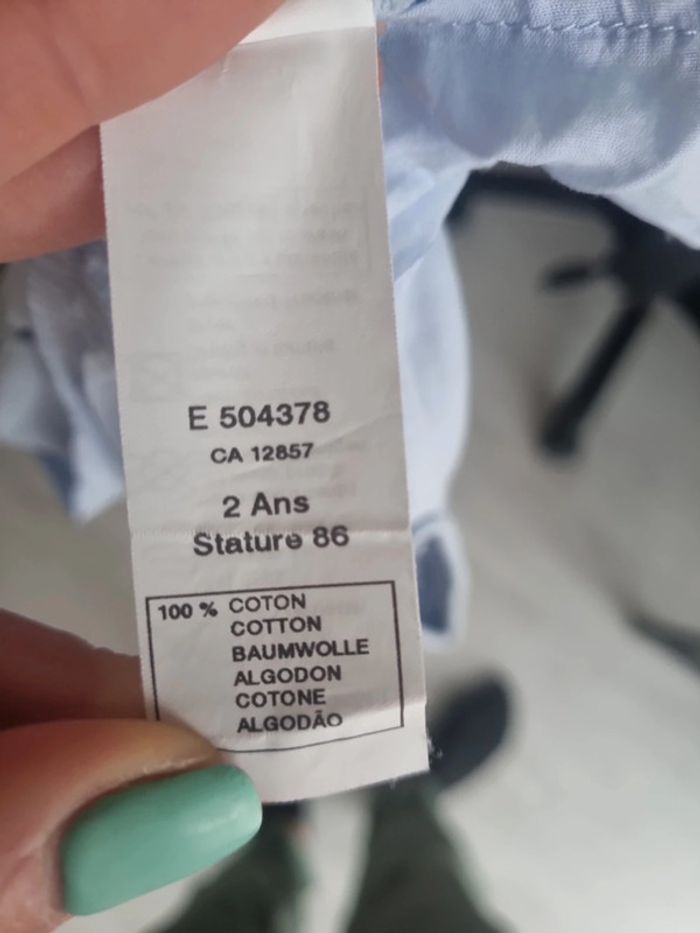 E 504378
CA 12857
2 Ans
Stature 86
100 % COTON
COTTON
BAUMWOLLE
ALGODON
COTONE
ALGODÃO